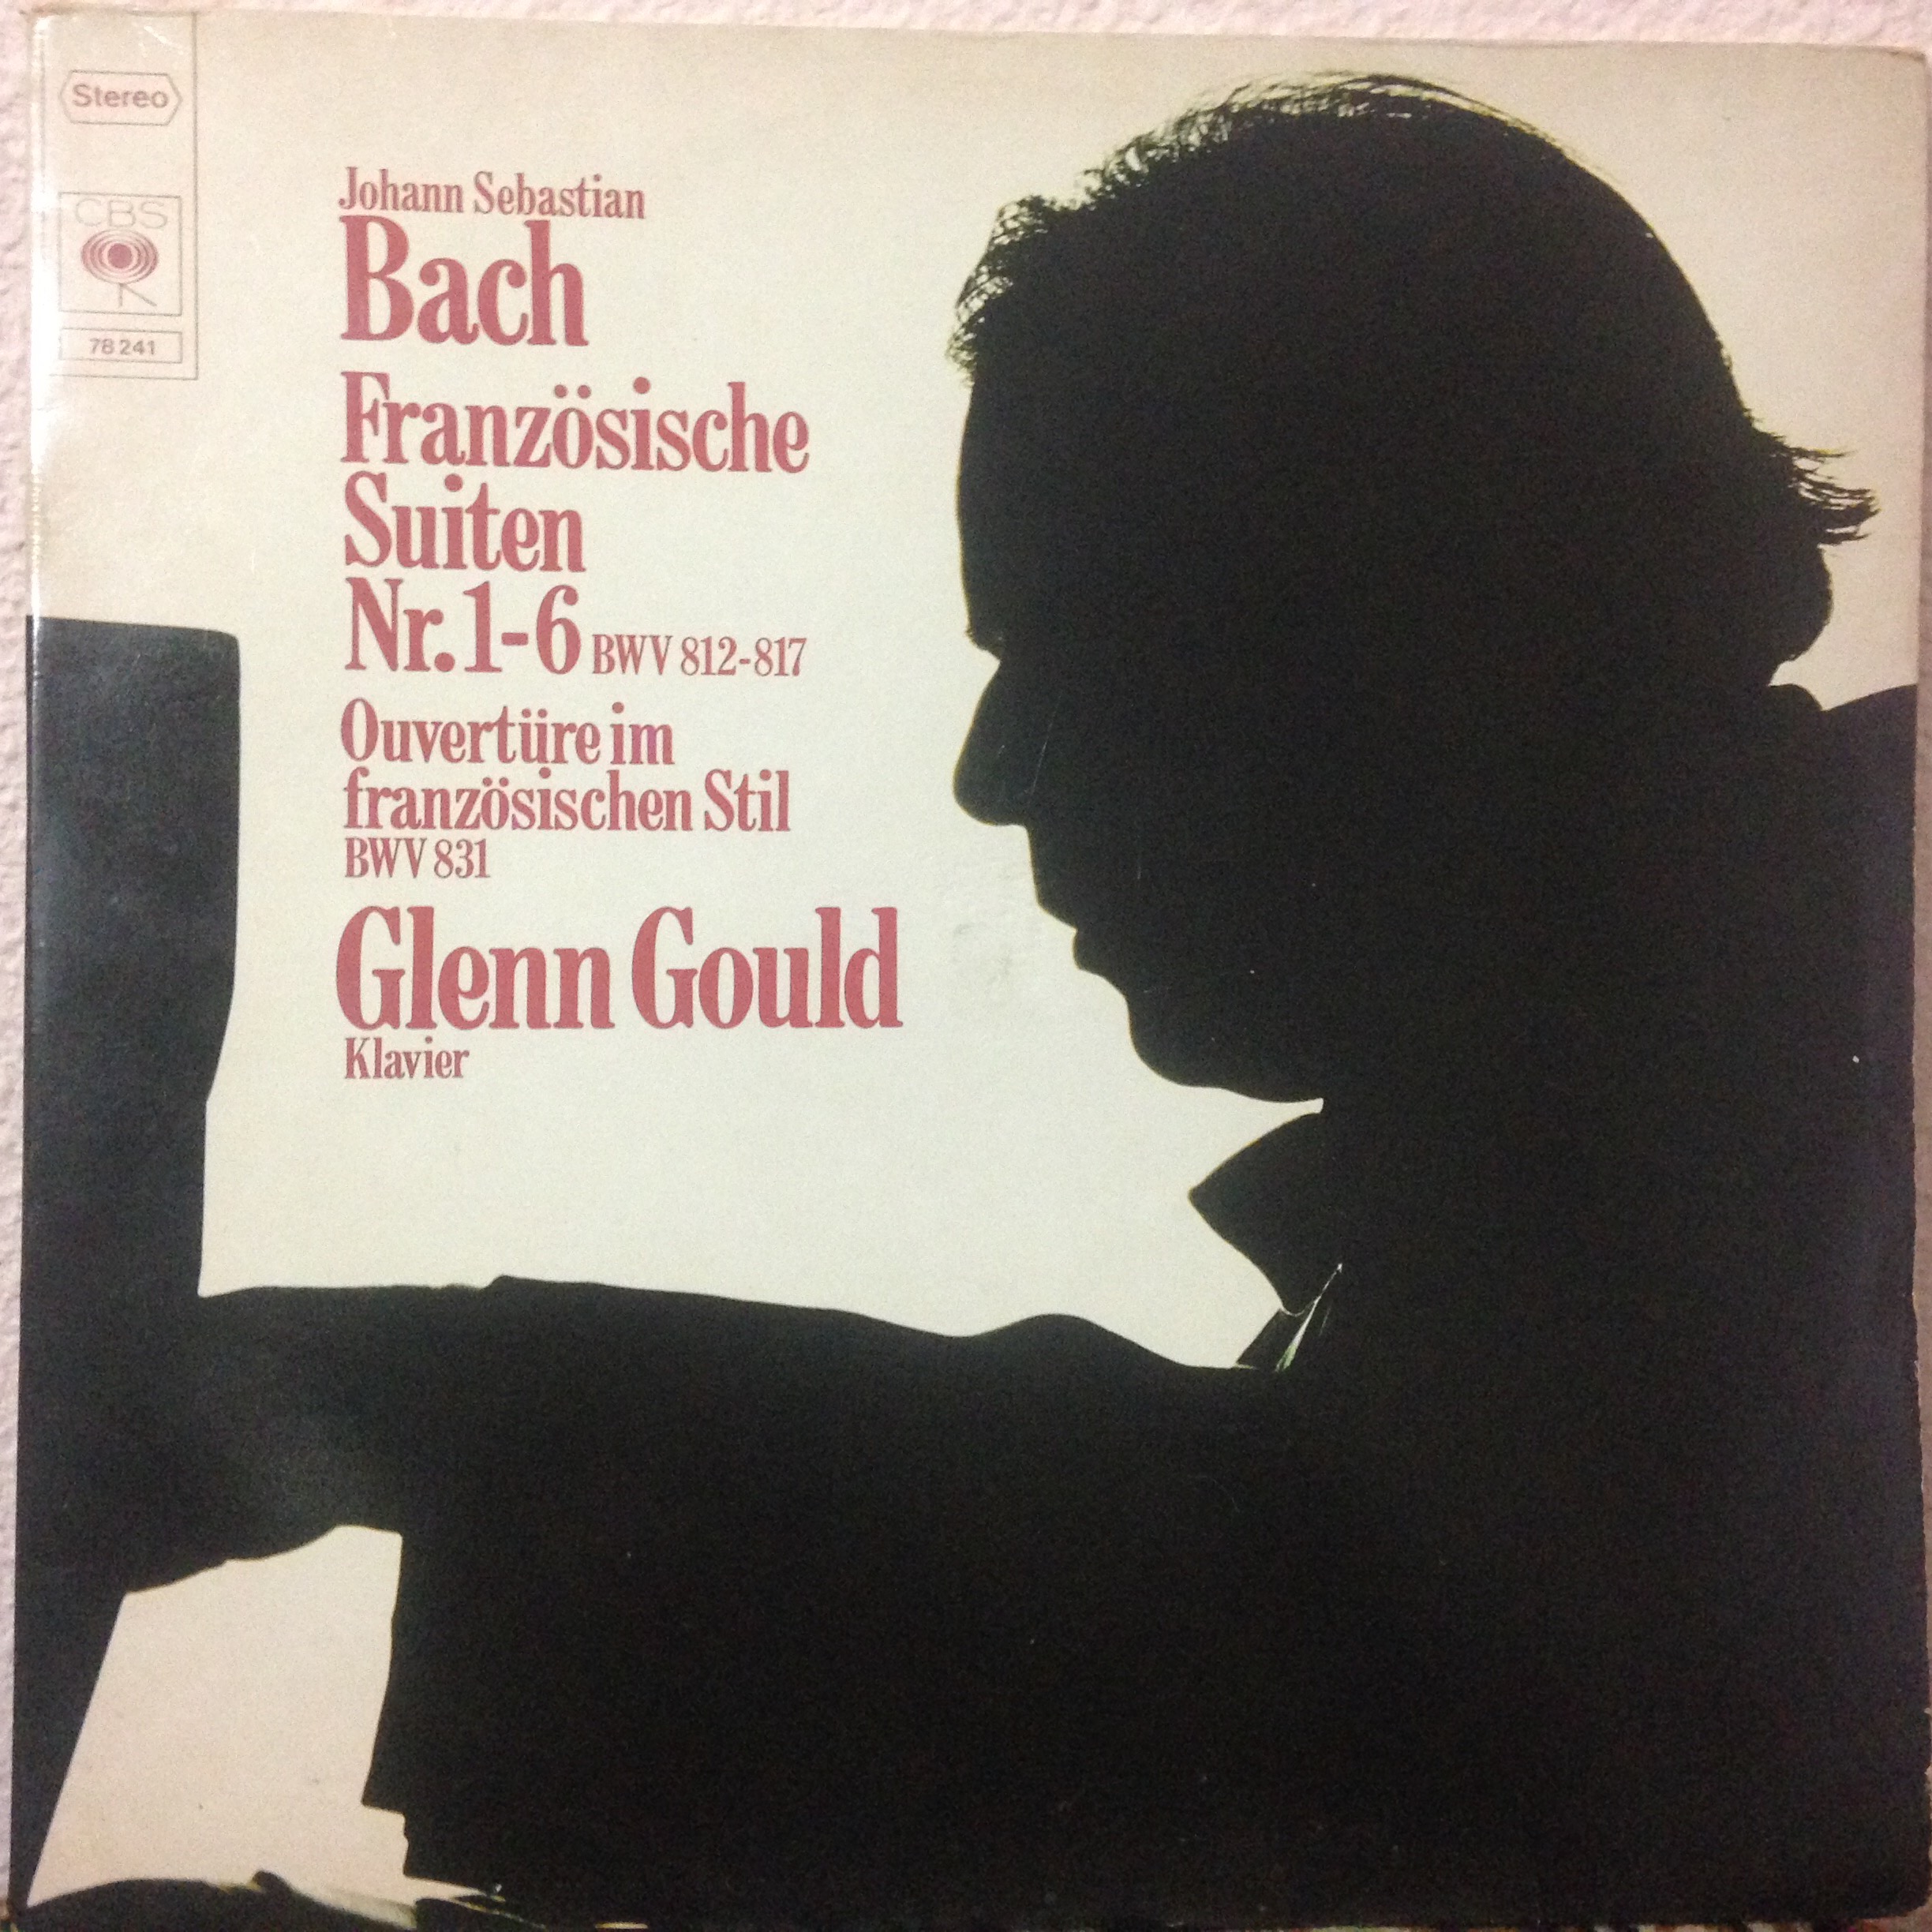 Stereo
CBS
78 241
Johann Sebastian
Bach
Französische
Suiten
Nr. 1-6 BWV 812-817
Ouvertüre im
französischen Stil
BWV 831
Glenn Gould
Klavier